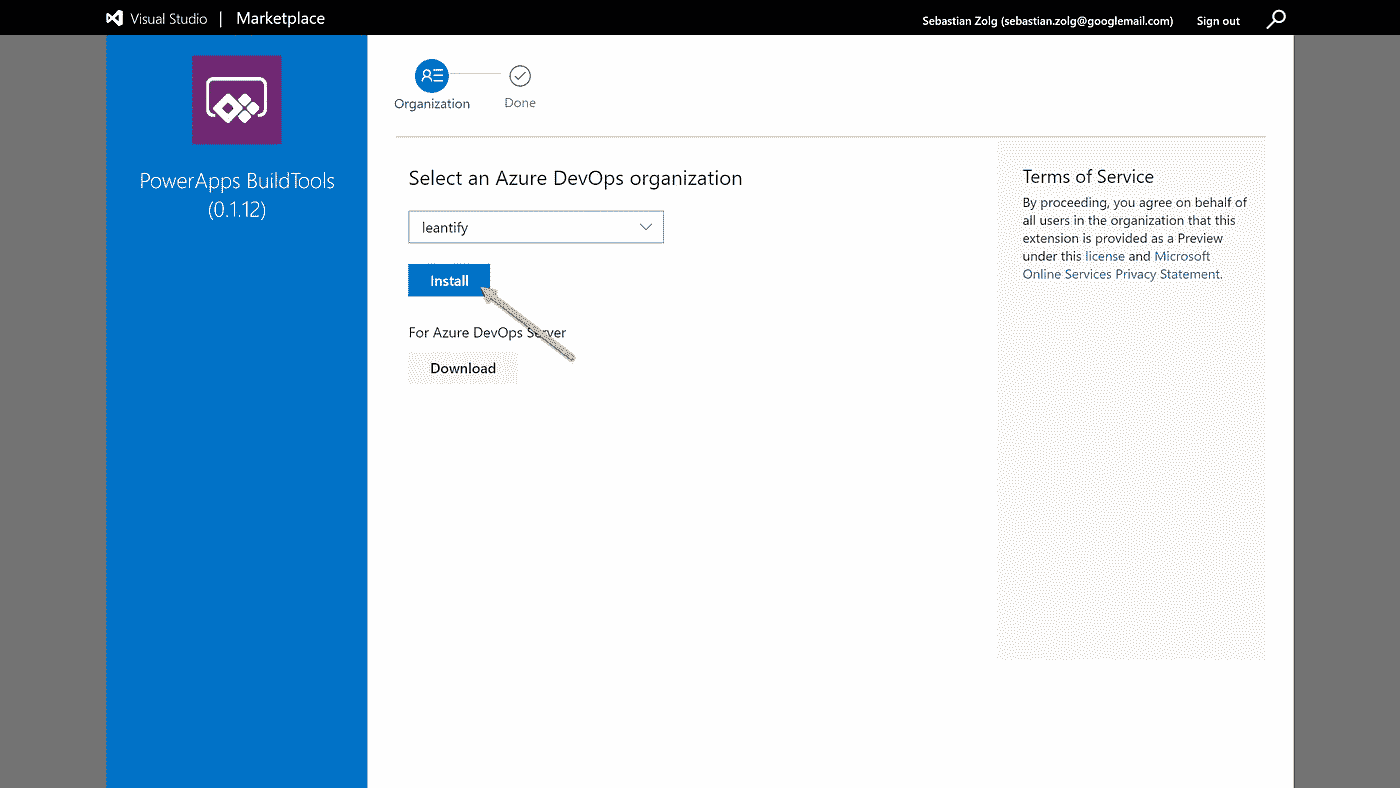 Visual Studio | Marketplace
Sebastian Zolg (sebastian.zolg@googlemail.com) Sign out
PowerApps BuildTools
(0.1.12)
Organization
Done
Select an Azure DevOps organization
leantify
Install
For Azure DevOps Server
Download
Terms of Service
By proceeding, you agree on behalf of
all users in the organization that this
extension is provided as a Preview
under this license and Microsoft
Online Services Privacy Statement.